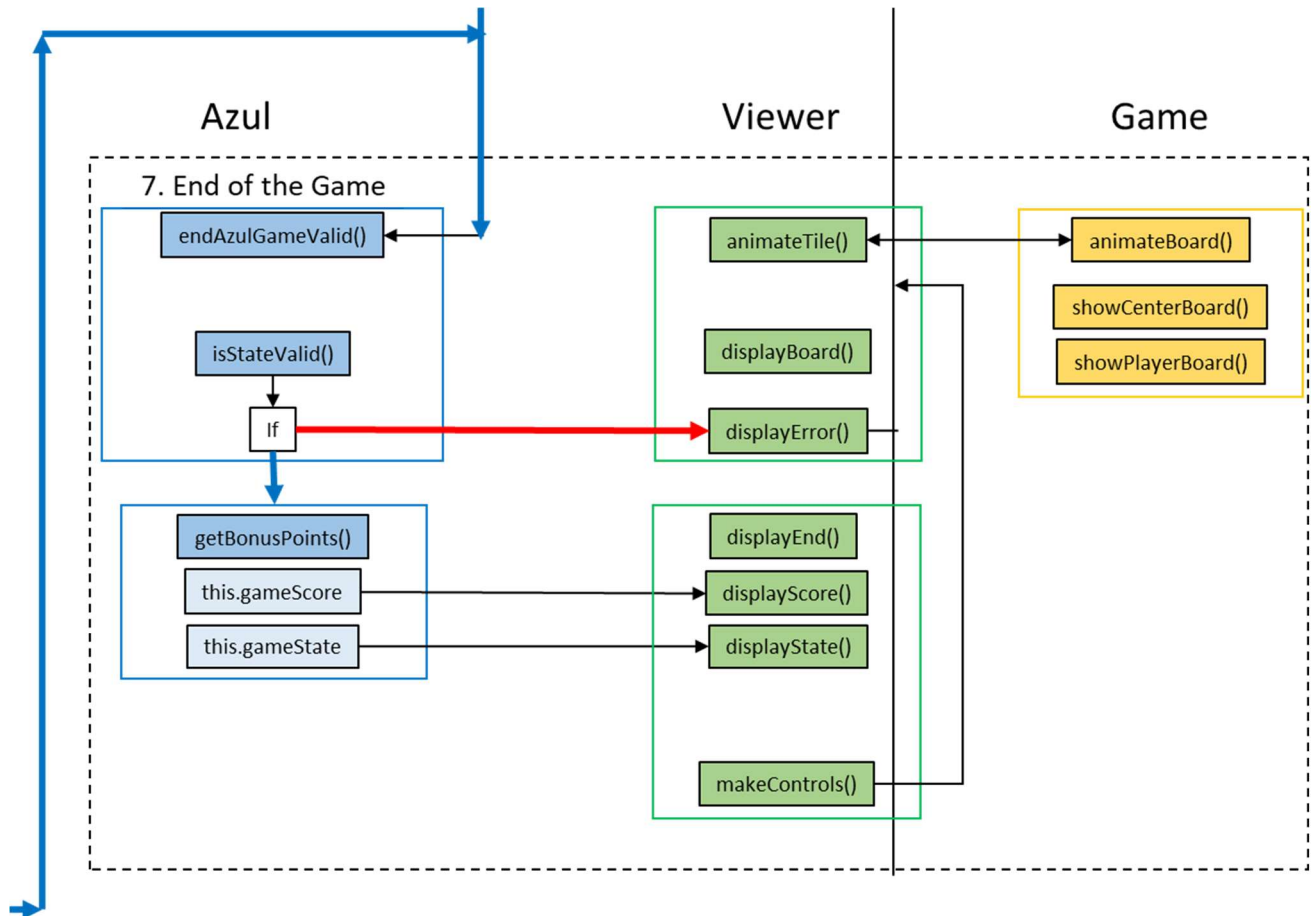 Azul
Viewer
Game
7. End of the Game
endAzulGameValid()
animateTile()
animateBoard()
showCenterBoard()
isStateValid()
displayBoard()
showPlayerBoard()
If
displayError()
getBonusPoints()
displayEnd()
this.gameScore
displayScore()
this.gameState
displayState()
makeControls()